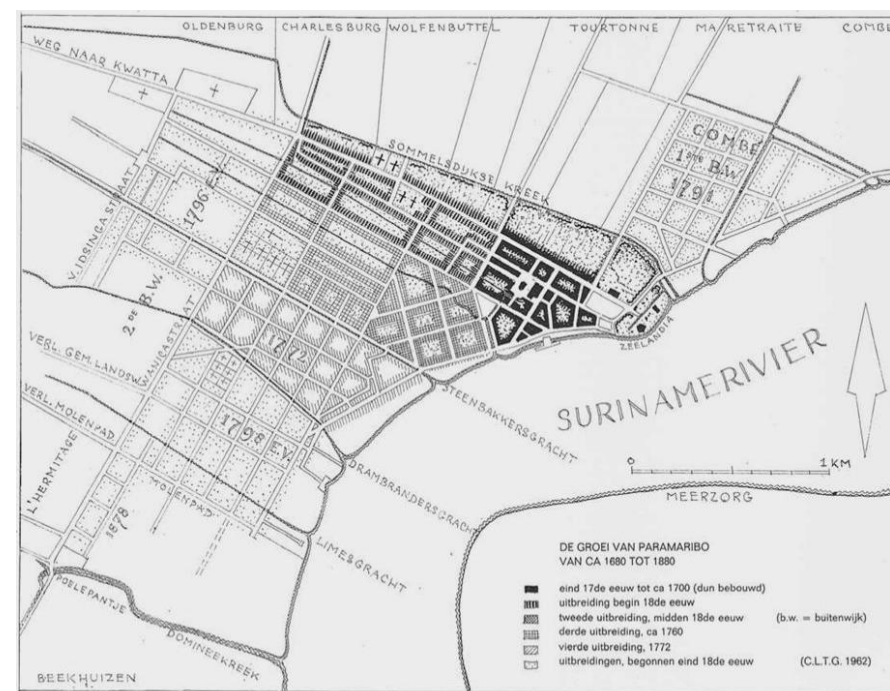 OLDENBURG
CHARLESBURG
WOLFENBUTTEL
TOURTONNE
MA RETRAITE
COMBE
WEG NAAR KWATTA
SOMMELSDIJKSE KREEK
COMBÉ
1STE B.W.
1791
V. IDSINGASTRAAT
1796 E.V.
2DE B.W.
WANICASTRAAT
1772
ZEELANDIA
SURINAMERIVIER
VERL. GEM. LANDSW.
VERL. MOLENPAD
1798 E.V.
STEENBAKKERSGRACHT
0
1 KM
DRAMBRANDERSGRACHT
MEERZORG
L'HERMITAGE
MOLENPAD
1878
LIMESGRACHT
POELEPANTJE
DOMINEEKREEK
BEEKHUIZEN
DE GROEI VAN PARAMARIBO
VAN CA 1680 TOT 1880
eind 17de eeuw tot ca 1700 (dun bebouwd)
uitbreiding begin 18de eeuw
tweede uitbreiding, midden 18de eeuw (b.w. = buitenwijk)
derde uitbreiding, ca 1760
vierde uitbreiding, 1772
uitbreidingen, begonnen eind 18de eeuw (C.L.T.G. 1962)